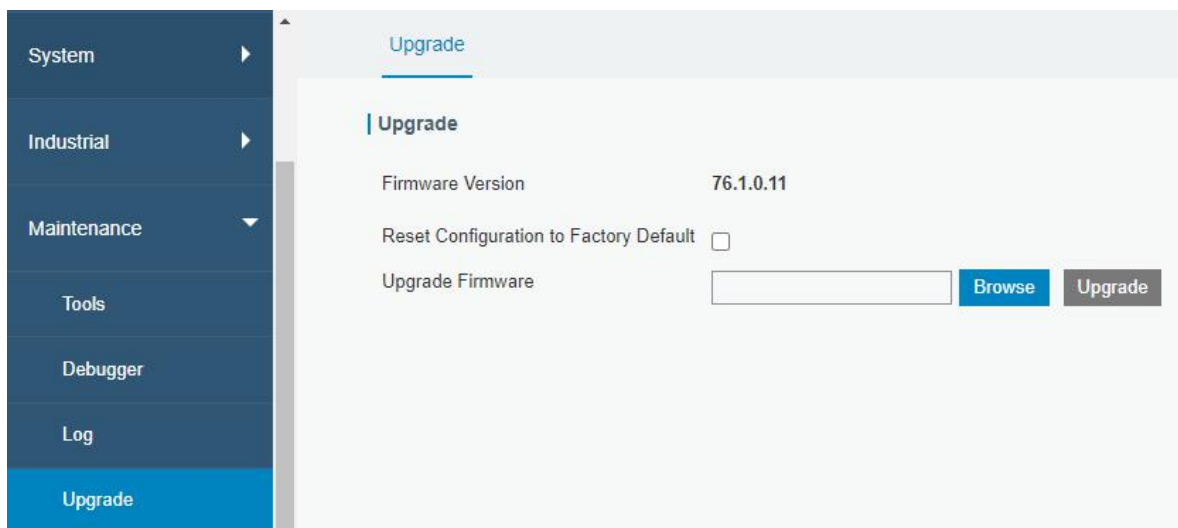 System
Industrial
Maintenance
Tools
Debugger
Log
Upgrade
Upgrade
Upgrade
Firmware Version 76.1.0.11
Reset Configuration to Factory Default
Upgrade Firmware Browse Upgrade